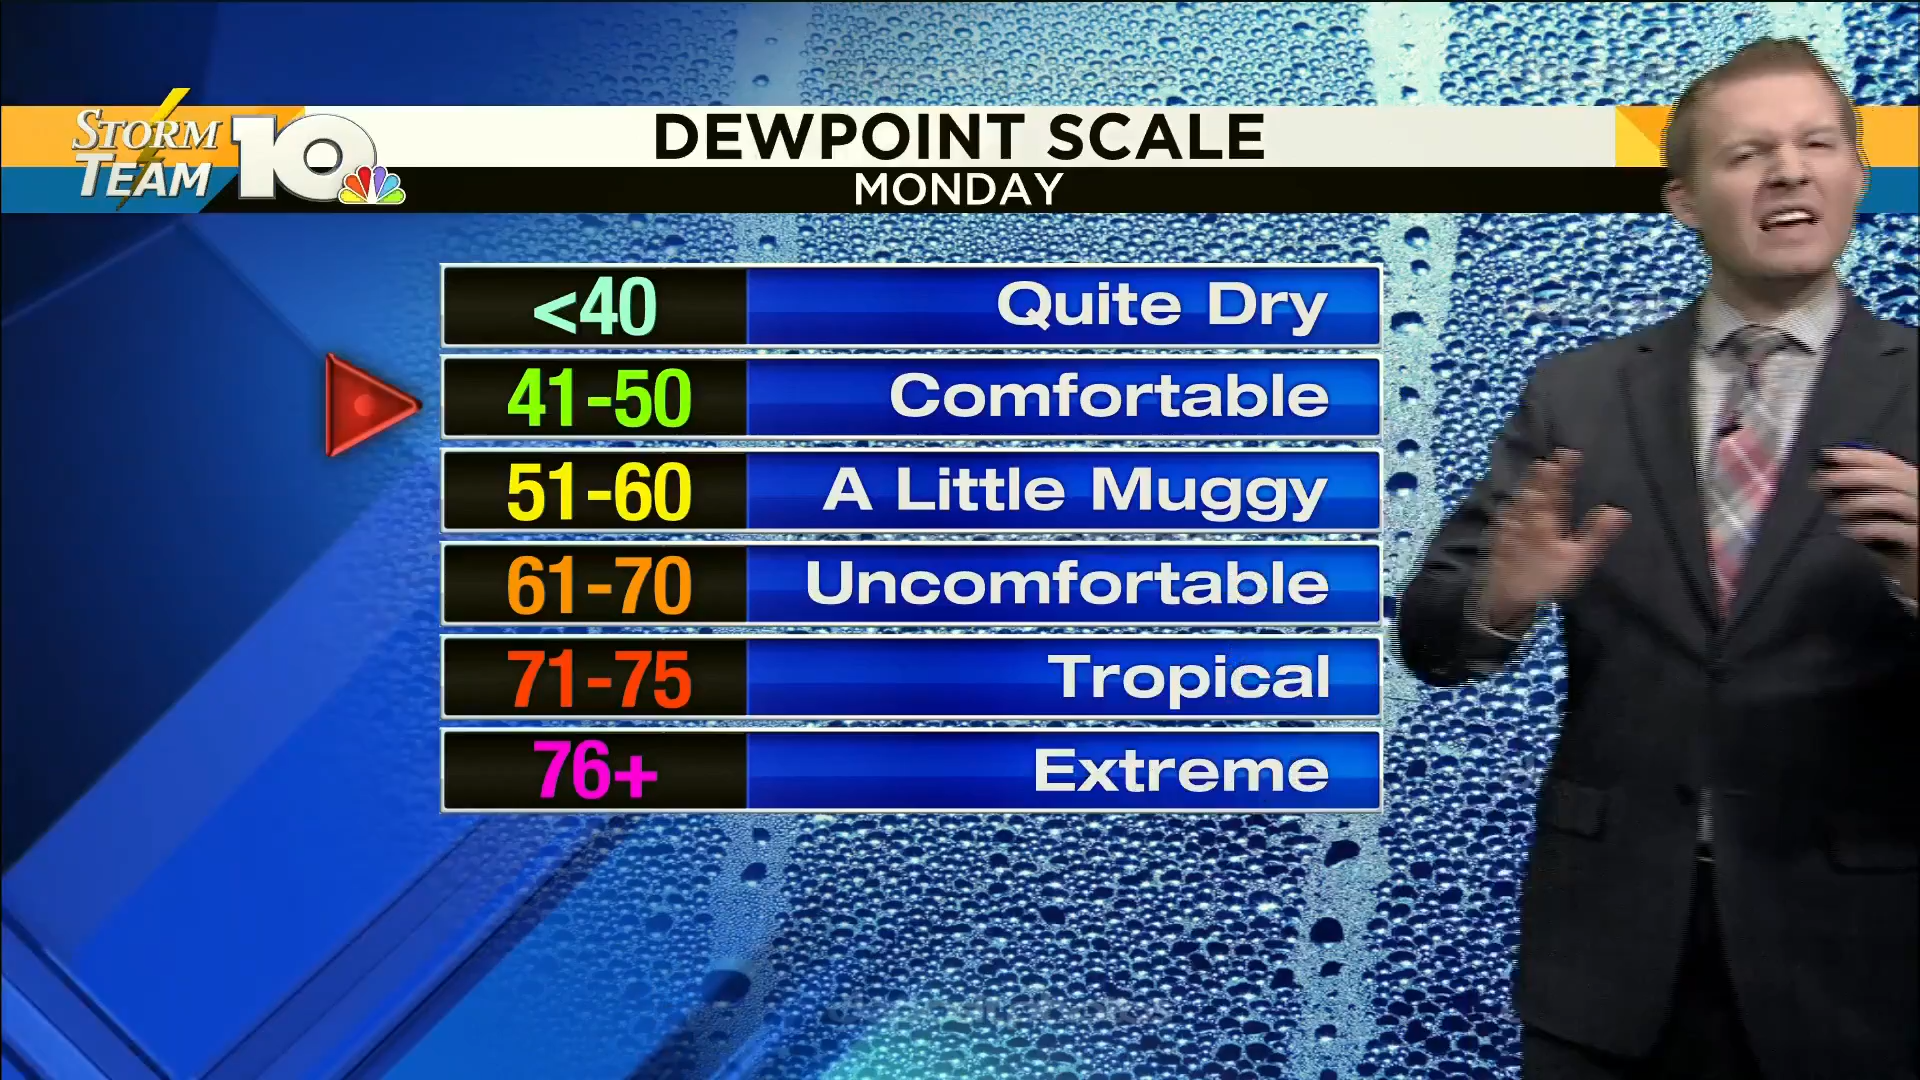 STORM
TEAM
10
DEWPOINT SCALE
MONDAY
<40 Quite Dry
41-50 Comfortable
51-60 A Little Muggy
61-70 Uncomfortable
71-75 Tropical
76+ Extreme